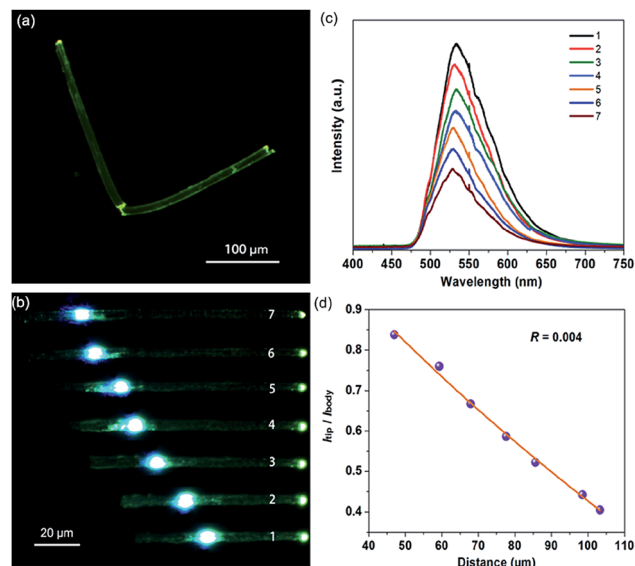 (a)
100 µm
(b)
7
6
5
4
3
2
1
20 µm
(c)
Intensity (a.u.)
1
2
3
4
5
6
7
400 450 500 550 600 650 700 750
Wavelength (nm)
(d)
Itip / Ibody
R = 0.004
0.9
0.8
0.7
0.6
0.5
0.4
40 50 60 70 80 90 100 110
Distance (µm)